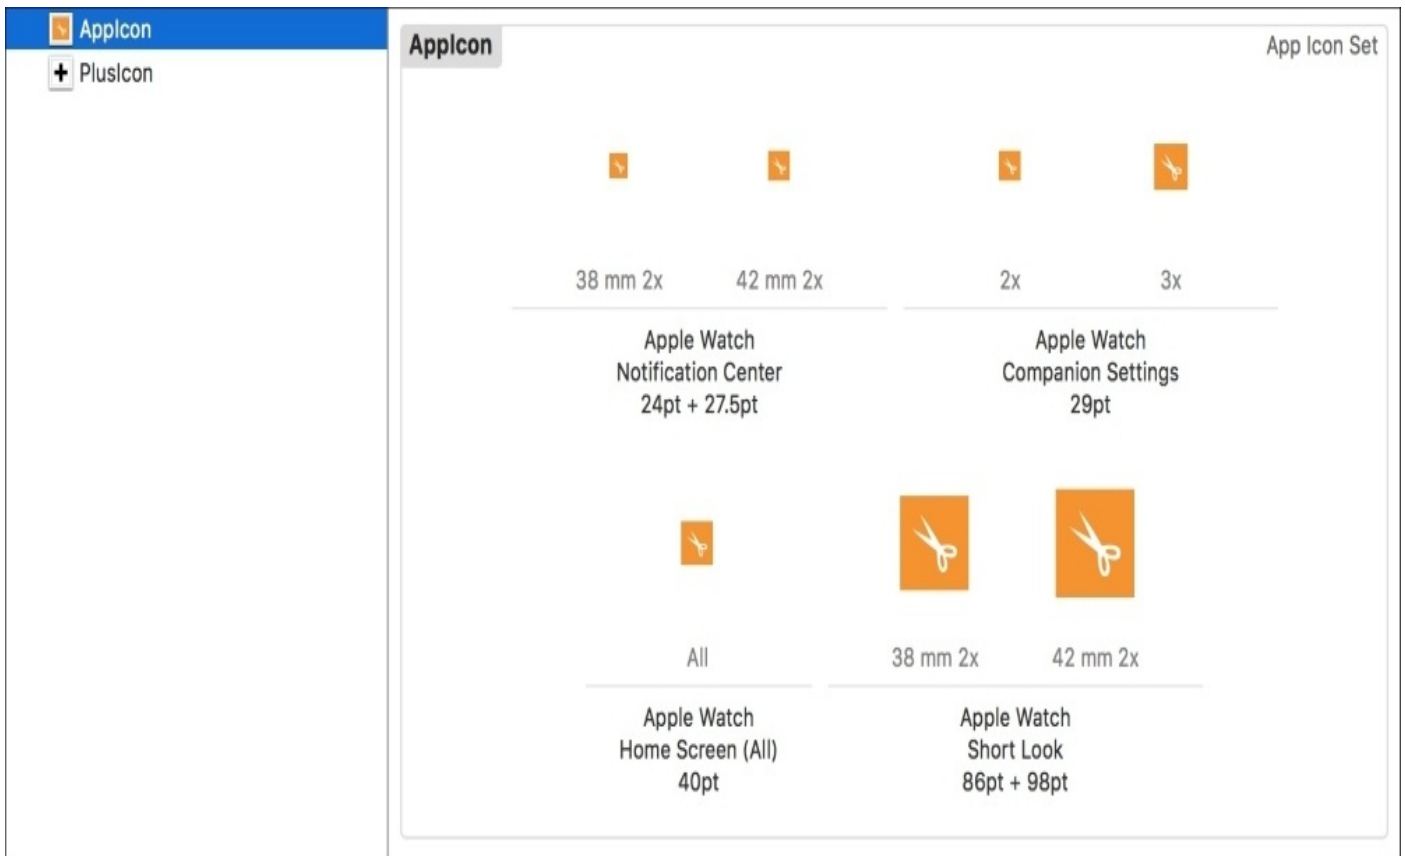 AppIcon
PlusIcon
AppIcon
App Icon Set
38 mm 2x
42 mm 2x
2x
3x
Apple Watch
Notification Center
24pt + 27.5pt
Apple Watch
Companion Settings
29pt
All
38 mm 2x
42 mm 2x
Apple Watch
Home Screen (All)
40pt
Apple Watch
Short Look
86pt + 98pt